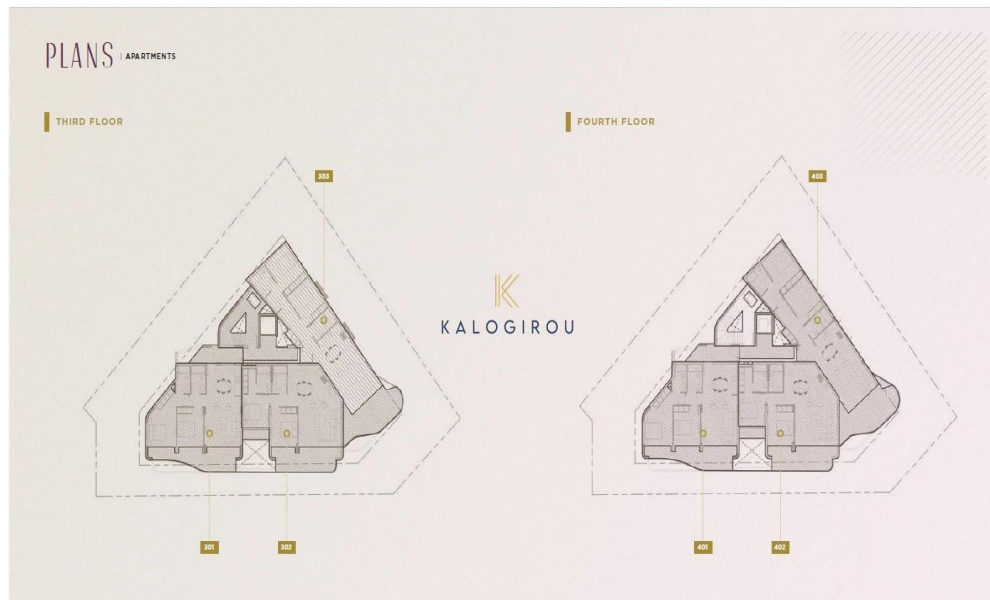 PLANS | APARTMENTS
THIRD FLOOR
FOURTH FLOOR
303
403
KALOGIROU
301
302
401
402